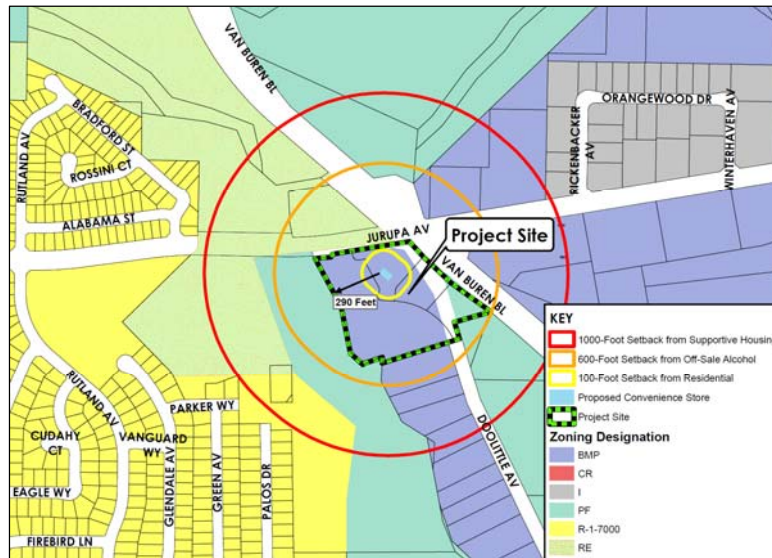 VAN BUREN BL
ORANGEWOOD DR
RICKENBACKER
AV
WINTERHAVEN AV
BRADFORD ST
RUTLAND AV
ROSSINI CT
ALABAMA ST
JURUPA AV
Project Site
VAN BUREN BL
290 Feet
RUTLAND AV
PARKER WY
CUDAHY
CT
VANGUARD
WY
GLENDALE AV
GREEN AV
PALOS DR
EAGLE WY
FIREBIRD LN
DOOLITTLE AV
KEY
1000-Foot Setback from Supportive Housin
600-Foot Setback from Off-Sale Alcohol
100-Foot Setback from Residential
Proposed Convenience Store
Project Site
Zoning Designation
BMP
CR
I
PF
R-1-7000
RE